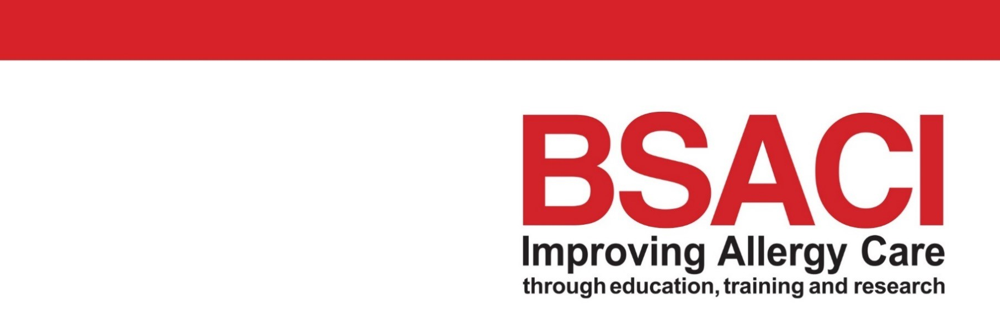 BSACI
Improving Allergy Care
through education, training and research